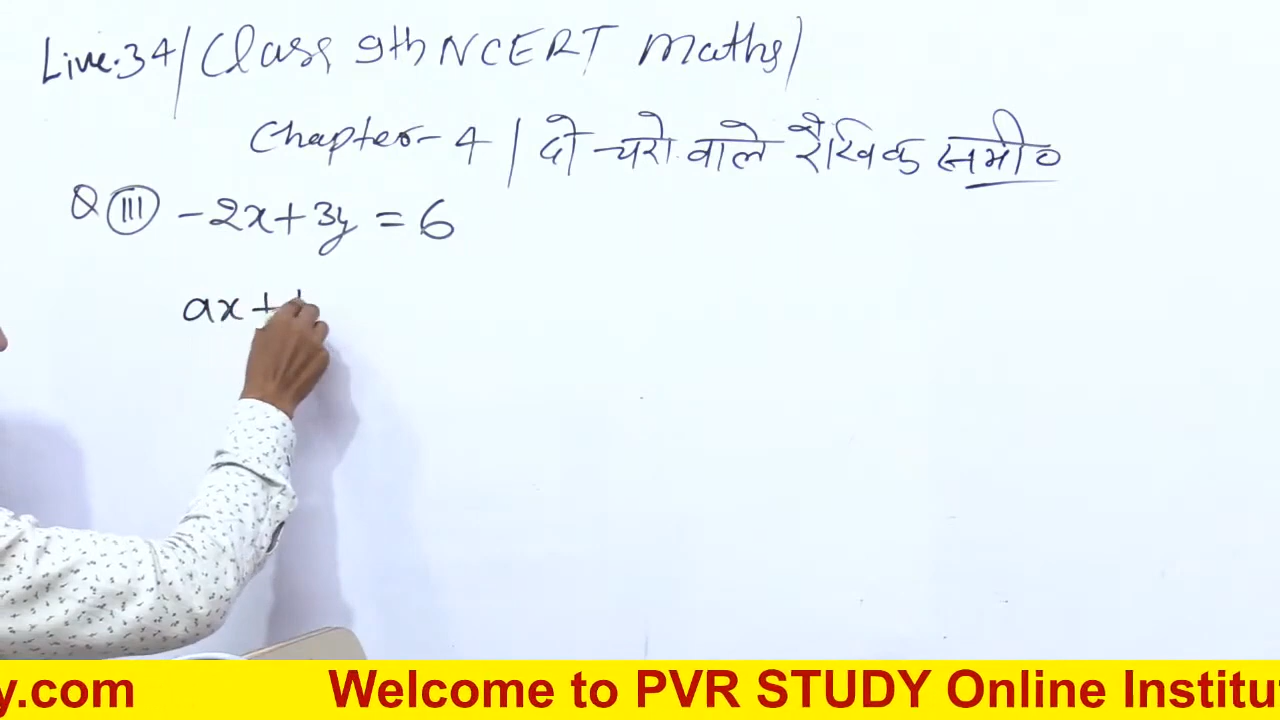 Live.34/Class 9th NCERT Maths/
Chapter-4/दो चरो वाले रैखिक समी०
Q (III) -2x+3y = 6
ax+
y.com Welcome to PVR STUDY Online Institu